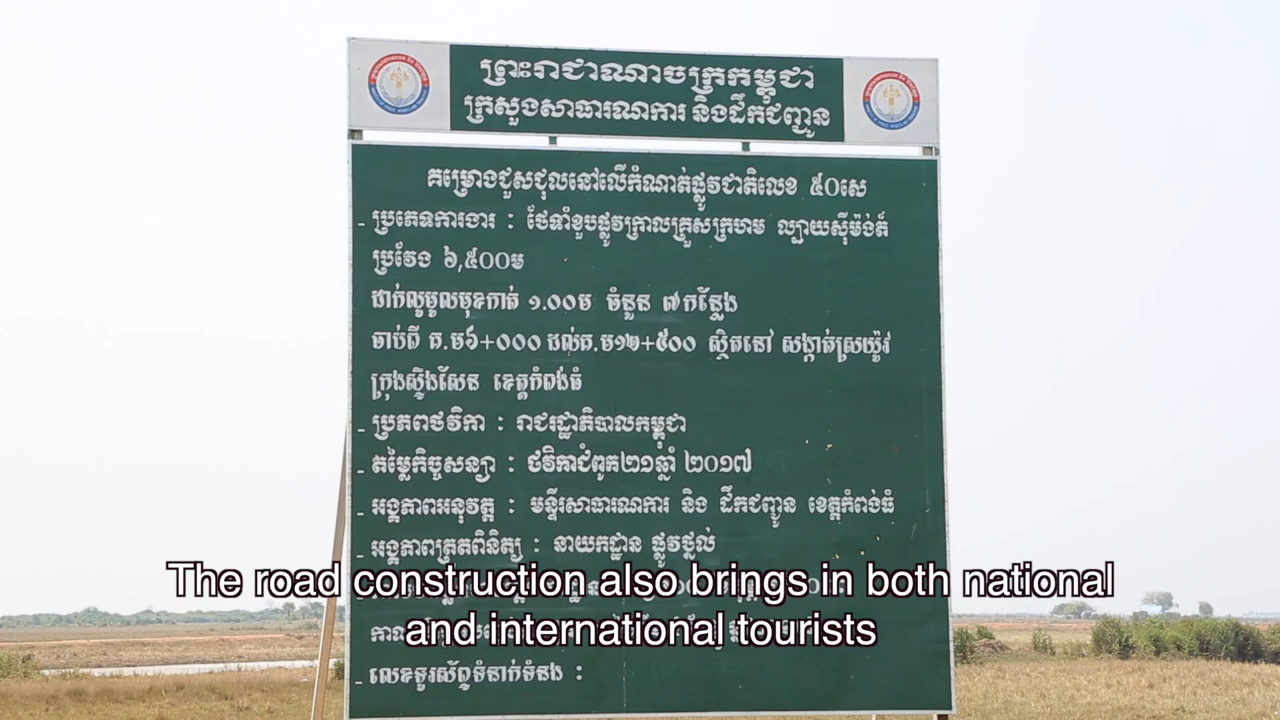 ព្រះរាជាណាចក្រកម្ពុជា
ក្រសួងសាធារណការ និងដឹកជញ្ជូន
គម្រោងជួសជុលនៅលើកំណាត់ផ្លូវជាតិលេខ ៥០សេ
- ប្រភេទការងារ : ថែទាំខួបផ្លូវក្រាលគ្រួសក្រហម ល្បាយស៊ីម៉ង់ត៍
ប្រវែង ៦,៥០០ម
ដាក់លូមូលមុខកាត់ ១.០០ម ចំនួន ៧កន្លែង
ចាប់ពី គ.ម៦+០០០ ដល់គ.ម១២+៥០០ ស្ថិតនៅ សង្កាត់ស្រយ៉ូវ
ក្រុងស្ទឹងសែន ខេត្តកំពង់ធំ
- ប្រភពថវិកា : រាជរដ្ឋាភិបាលកម្ពុជា
- តម្លៃកិច្ចសន្យា : ថវិកាជំពូក២១ឆ្នាំ ២០១៧
- អង្គភាពអនុវត្ត : មន្ទីរសាធារណការ និង ដឹកជញ្ជូន ខេត្តកំពង់ធំ
- អង្គភាពត្រួតពិនិត្យ : នាយកដ្ឋាន ផ្លូវថ្នល់
The road construction also brings in both national
and international tourists
- លេខទូរស័ព្ទទំនាក់ទំនង :